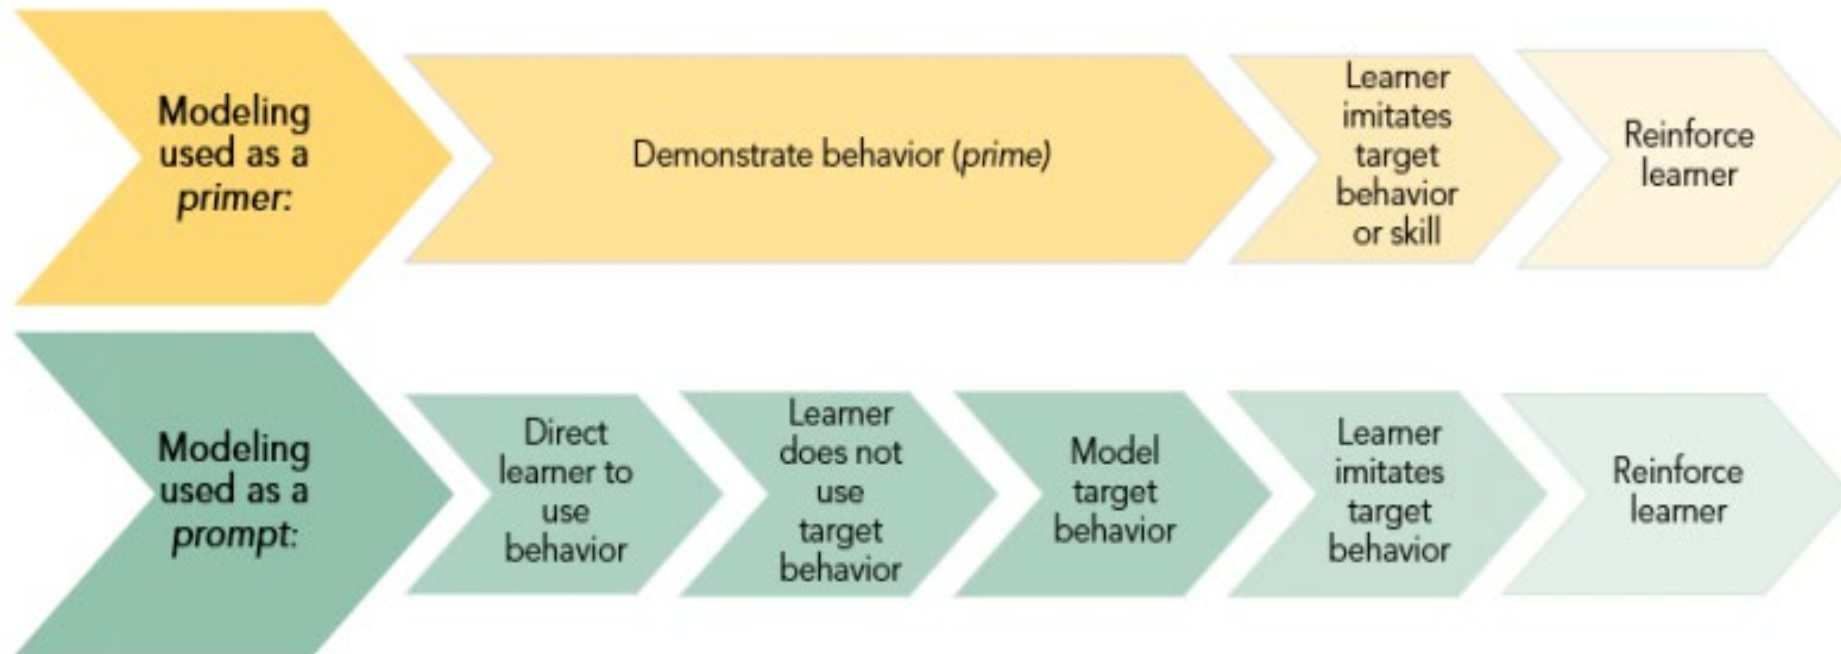 Modeling
used as a
primer:
Demonstrate behavior (prime)
Learner
imitates
target
behavior
or skill
Reinforce
learner
Modeling
used as a
prompt:
Direct
learner to
use
behavior
Learner
does not
use
target
behavior
Model
target
behavior
Learner
imitates
target
behavior
Reinforce
learner